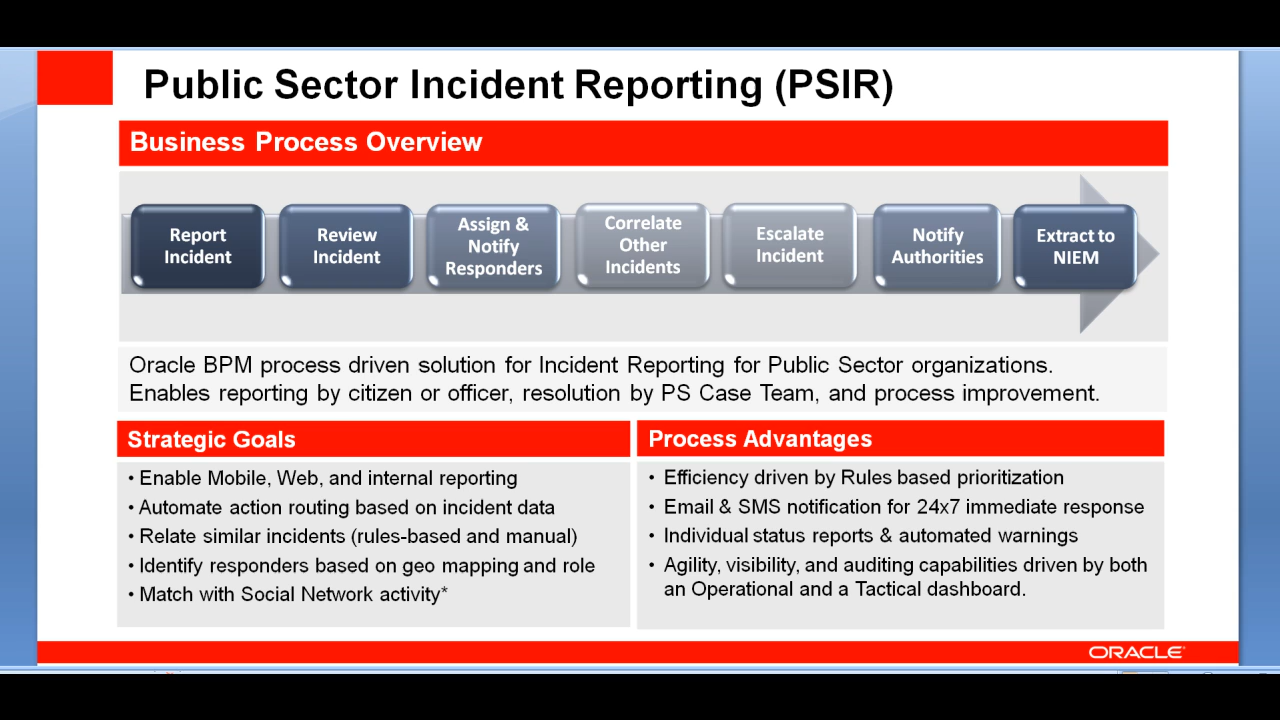 Public Sector Incident Reporting (PSIR)
Business Process Overview
Report
Incident
Review
Incident
Assign &
Notify
Responders
Correlate
Other
Incidents
Escalate
Incident
Notify
Authorities
Extract to
NIEM
Oracle BPM process driven solution for Incident Reporting for Public Sector organizations.
Enables reporting by citizen or officer, resolution by PS Case Team, and process improvement.
Strategic Goals
• Enable Mobile, Web, and internal reporting
• Automate action routing based on incident data
• Relate similar incidents (rules-based and manual)
• Identify responders based on geo mapping and role
• Match with Social Network activity*
Process Advantages
• Efficiency driven by Rules based prioritization
• Email & SMS notification for 24x7 immediate response
• Individual status reports & automated warnings
• Agility, visibility, and auditing capabilities driven by both
an Operational and a Tactical dashboard.
ORACLE